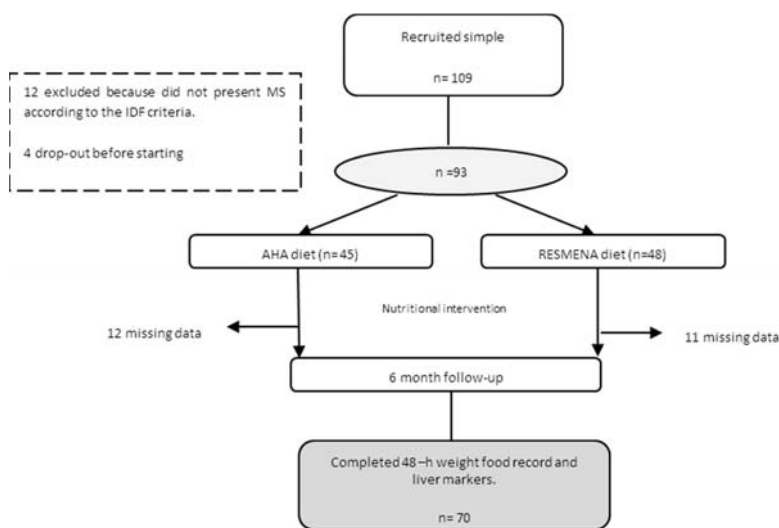 Recruited simple
n= 109
12 excluded because did not present MS
according to the IDF criteria.
4 drop-out before starting
n =93
AHA diet (n=45)
RESMENA diet (n=48)
Nutritional intervention
12 missing data
11 missing data
6 month follow-up
Completed 48-h weight food record and
liver markers.
n= 70